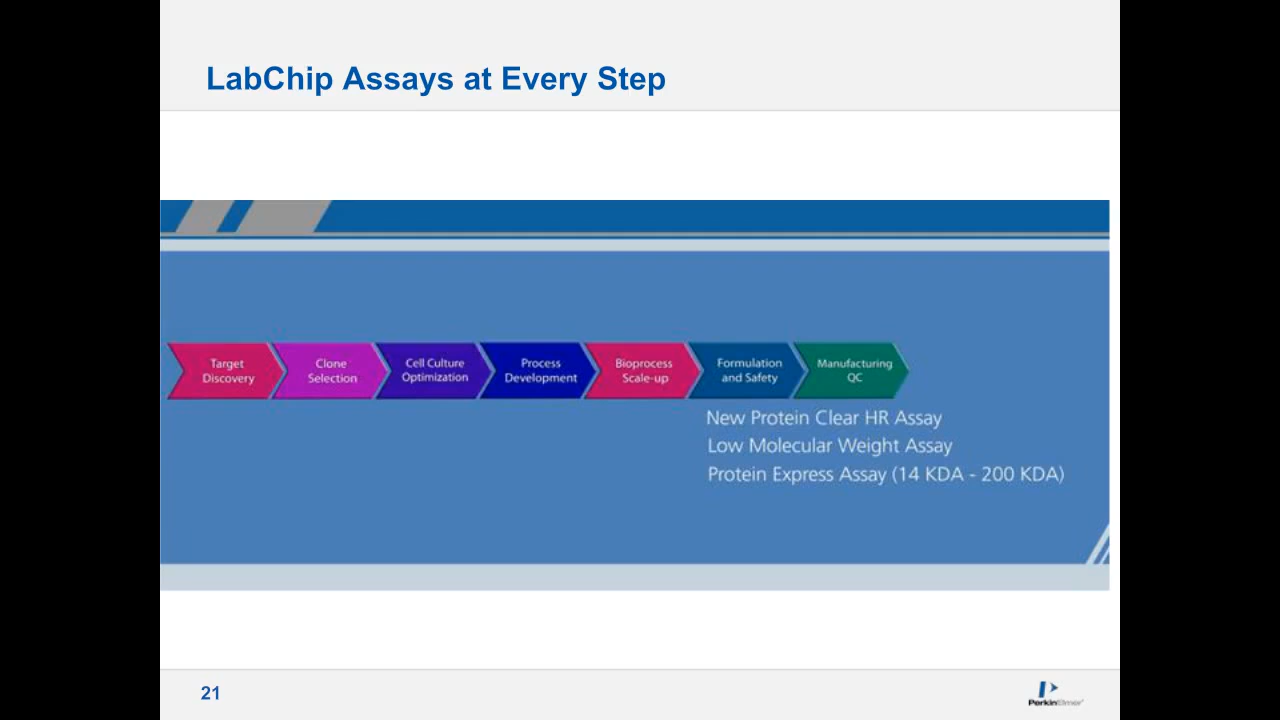 LabChip Assays at Every Step
Target
Discovery
Clone
Selection
Cell Culture
Optimization
Process
Development
Bioprocess
Scale-up
Formulation
and Safety
Manufacturing
QC
New Protein Clear HR Assay
Low Molecular Weight Assay
Protein Express Assay (14 KDA - 200 KDA)
21
PerkinElmer